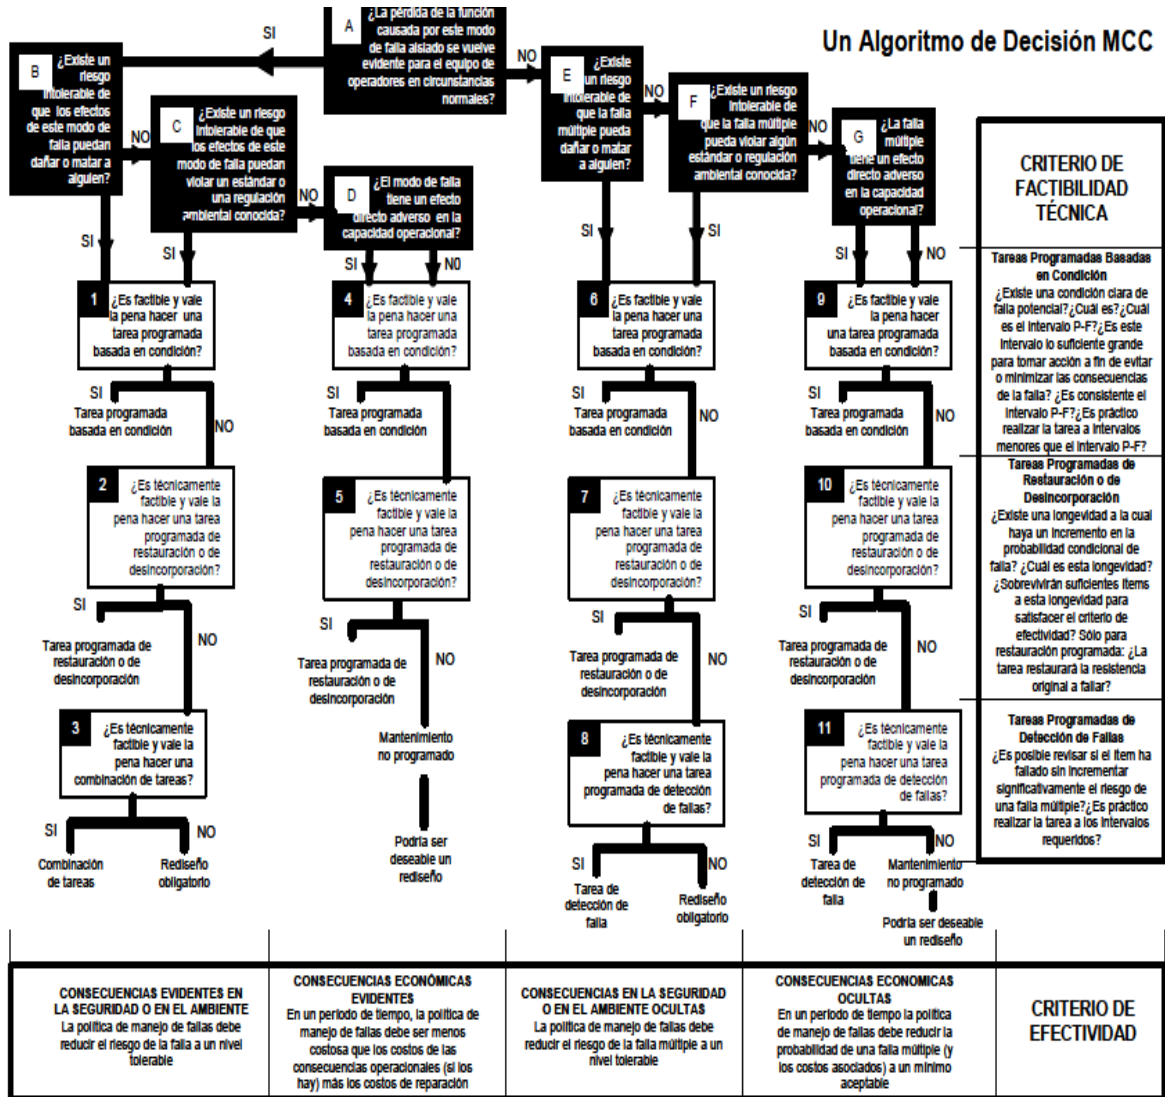 Un Algoritmo de Decisión MCC
A
¿La pérdida de la función
causada por este modo
de falla aislado se vuelve
evidente para el equipo de
operadores en circunstancias
normales?
SI
NO
B
¿Existe un
riesgo
intolerable de
que los efectos
de este modo de
falla puedan
dañar o matar a
alguien?
NO
SI
C
¿Existe un riesgo
intolerable de que
los efectos de este
modo de falla puedan
violar un estándar o
una regulación
ambiental conocida?
NO
SI
D
¿El modo de falla
tiene un efecto
directo adverso en la
capacidad operacional?
SI
N0
E
¿Existe
un riesgo
intolerable de
que la falla
múltiple pueda
dañar o matar
a alguien?
NO
SI
F
¿Existe un riesgo
intolerable de
que la falla múltiple
pueda violar algún
estándar o regulación
ambiental conocida?
NO
SI
G
¿La falla
múltiple
tiene un efecto
directo adverso
en la capacidad
operacional?
SI
NO
1
¿Es factible y vale
la pena hacer una
tarea programada
basada en condición?
SI
NO
Tarea programada
basada en condición
2
¿Es técnicamente
factible y vale la
pena hacer una tarea
programada de
restauración o de
desincorporación?
SI
NO
Tarea programada de
restauración o de
desincorporación
3
¿Es técnicamente
factible y vale la
pena hacer una
combinación de tareas?
SI
NO
Combinación
de tareas
Rediseño
obligatorio
4
¿Es factible y vale
la pena hacer una
tarea programada
basada en condición?
SI
NO
Tarea programada
basada en condición
5
¿Es técnicamente
factible y vale la
pena hacer una tarea
programada de
restauración o de
desincorporación?
SI
NO
Tarea programada de
restauración o de
desincorporación
Mantenimiento
no programado
Podría ser
deseable un
rediseño
6
¿Es factible y vale
la pena hacer una
tarea programada
basada en condición?
SI
NO
Tarea programada
basada en condición
7
¿Es técnicamente
factible y vale la
pena hacer una tarea
programada de
restauración o de
desincorporación?
SI
NO
Tarea programada de
restauración o de
desincorporación
8
¿Es técnicamente
factible y vale la
pena hacer una tarea
programada de detección
de fallas?
SI
NO
Tarea de
detección de
falla
Rediseño
obligatorio
9
¿Es factible y vale
la pena hacer
una tarea programada
basada en condición?
SI
NO
Tarea programada
basada en condición
10
¿Es técnicamente
factible y vale la
pena hacer una tarea
programada de
restauración o de
desincorporación?
SI
NO
Tarea programada de
restauración o de
desincorporación
11
¿Es técnicamente
factible y vale la
pena hacer una tarea
programada de detección
de fallas?
SI
NO
Tarea de
detección de
falla
Mantenimiento
no programado
Podría ser deseable
un rediseño
CRITERIO DE
FACTIBILIDAD
TÉCNICA
Tareas Programadas Basadas
en Condición
¿Existe una condición clara de
falla potencial?¿Cuál es?¿Cuál
es el intervalo P-F?¿Es este
intervalo lo suficiente grande
para tomar acción a fin de evitar
o minimizar las consecuencias
de la falla? ¿Es consistente el
intervalo P-F?¿Es práctico
realizar la tarea a intervalos
menores que el intervalo P-F?
Tareas Programadas de
Restauración o de
Desincorporación
¿Existe una longevidad a la cual
haya un incremento en la
probabilidad condicional de
falla? ¿Cuál es esta longevidad?
¿Sobrevivirán suficientes items
a esta longevidad para
satisfacer el criterio de
efectividad? Sólo para
restauración programada: ¿La
tarea restaurará la resistencia
original a fallar?
Tareas Programadas de
Detección de Fallas
¿Es posible revisar si el item ha
fallado sin incrementar
significativamente el riesgo de
una falla múltiple?¿Es práctico
realizar la tarea a los intervalos
requeridos?
CONSECUENCIAS EVIDENTES EN
LA SEGURIDAD O EN EL AMBIENTE
La política de manejo de fallas debe
reducir el riesgo de la falla a un nivel
tolerable
CONSECUENCIAS ECONÓMICAS
EVIDENTES
En un período de tiempo, la política de
manejo de fallas debe ser menos
costosa que los costos de las
consecuencias operacionales (si los
hay) más los costos de reparación
CONSECUENCIAS EN LA SEGURIDAD
O EN EL AMBIENTE OCULTAS
La política de manejo de fallas debe
reducir el riesgo de la falla múltiple a un
nivel tolerable
CONSECUENCIAS ECONOMICAS
OCULTAS
En un período de tiempo la política
de manejo de fallas debe reducir la
probabilidad de una falla múltiple (y
los costos asociados) a un mínimo
aceptable
CRITERIO DE
EFECTIVIDAD